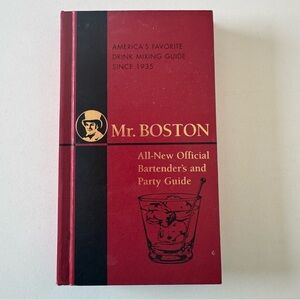 AMERICA'S FAVORITE
DRINK MIXING GUIDE
SINCE 1935
Mr. BOSTON
All-New Official
Bartender's and
Party Guide